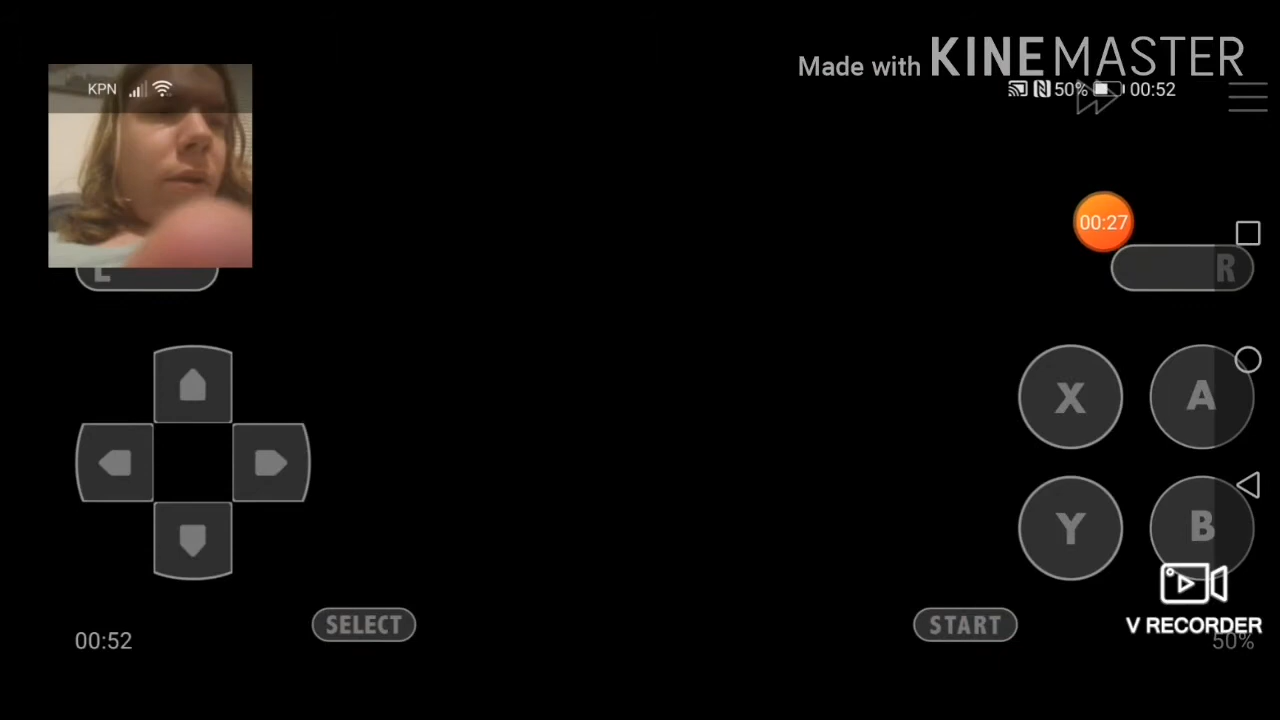 Made with KINEMASTER
KPN
50% 00:52
00:27
L
R
X
A
Y
B
SELECT
START
V RECORDER
00:52
50%